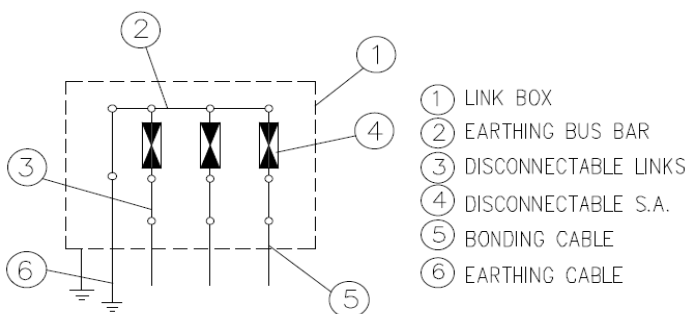 2
1
1 LINK BOX
2 EARTHING BUS BAR
4
3 DISCONNECTABLE LINKS
3
4 DISCONNECTABLE S.A.
5 BONDING CABLE
6
6 EARTHING CABLE
5